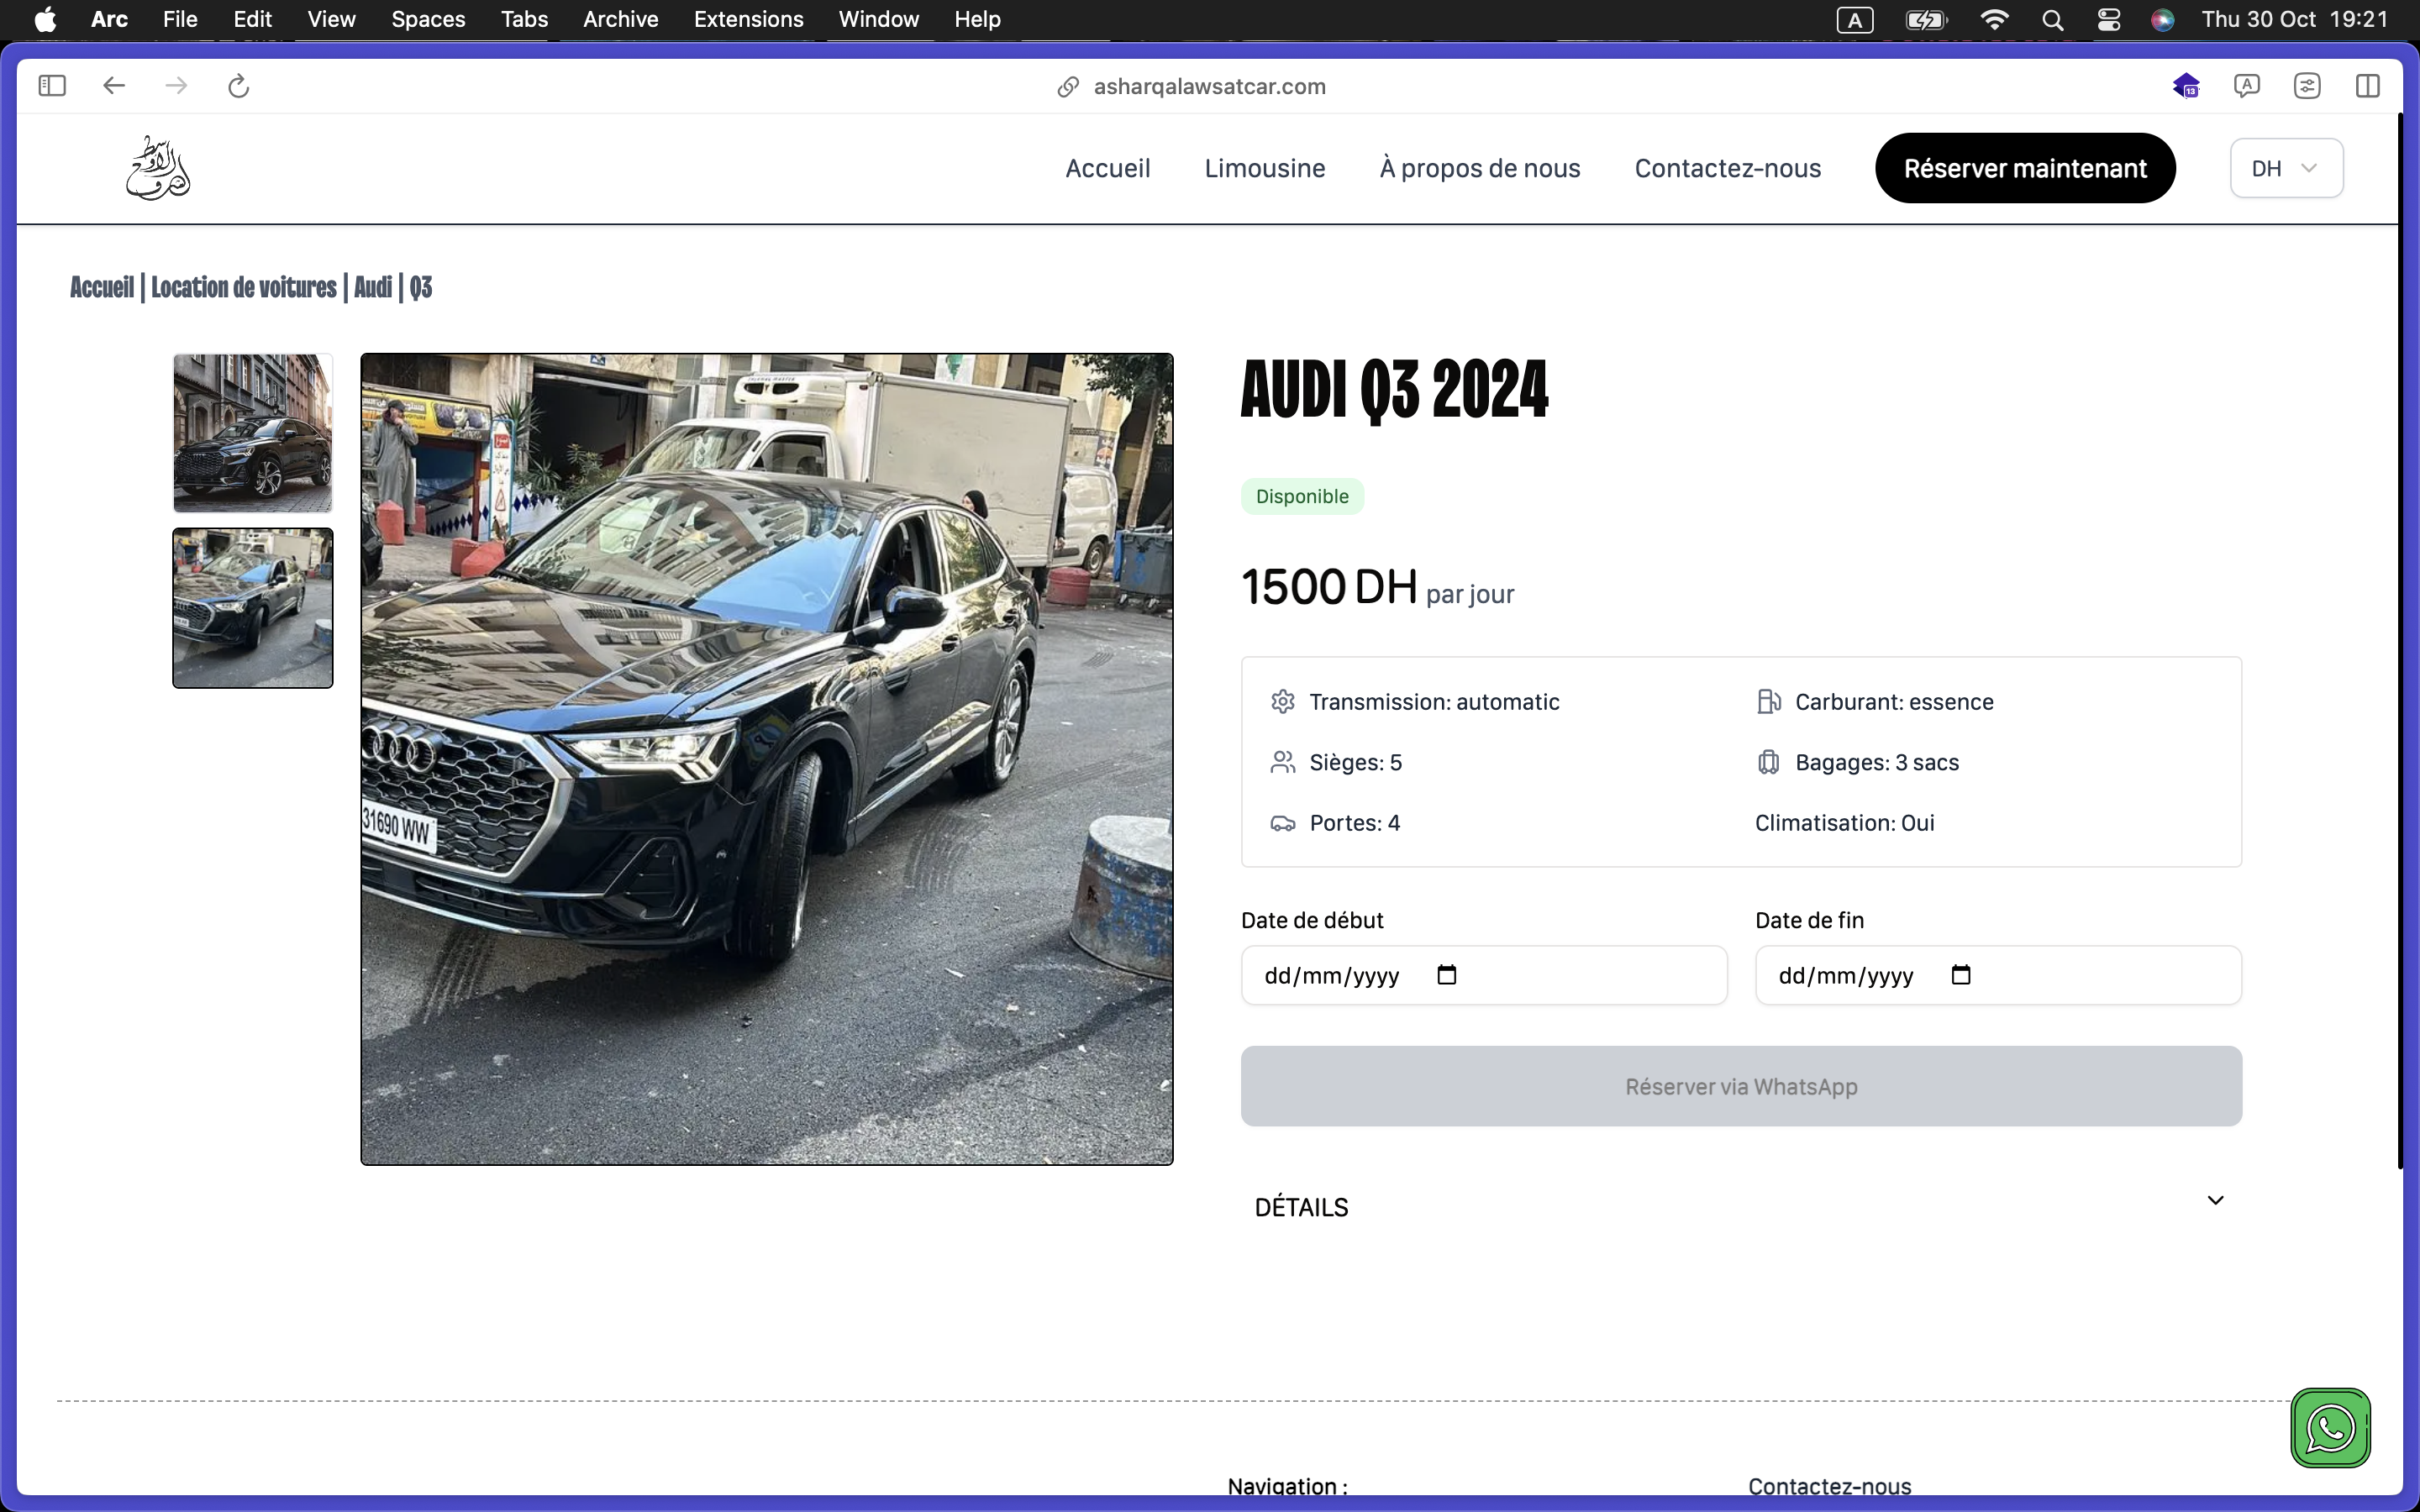 Arc File Edit View Spaces Tabs Archive Extensions Window Help
A
Thu 30 Oct 19:21
asharqalawsatcar.com
13
الشرق الاوسط
Accueil Limousine À propos de nous Contactez-nous Réserver maintenant DH
Accueil | Location de voitures | Audi | Q3
31690 WW
AUDI Q3 2024
Disponible
1500 DH par jour
Transmission: automatic
Carburant: essence
Sièges: 5
Bagages: 3 sacs
Portes: 4
Climatisation: Oui
Date de début
Date de fin
dd/mm/yyyy
dd/mm/yyyy
Réserver via WhatsApp
DÉTAILS
Navigation :
Contactez-nous